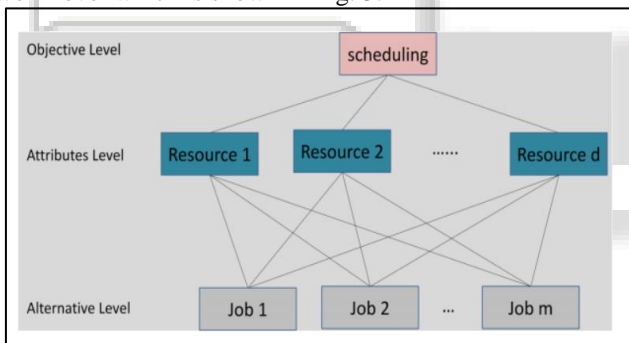 Objective Level
scheduling
Attributes Level
Resource 1
Resource 2
......
Resource d
Alternative Level
Job 1
Job 2
...
Job m